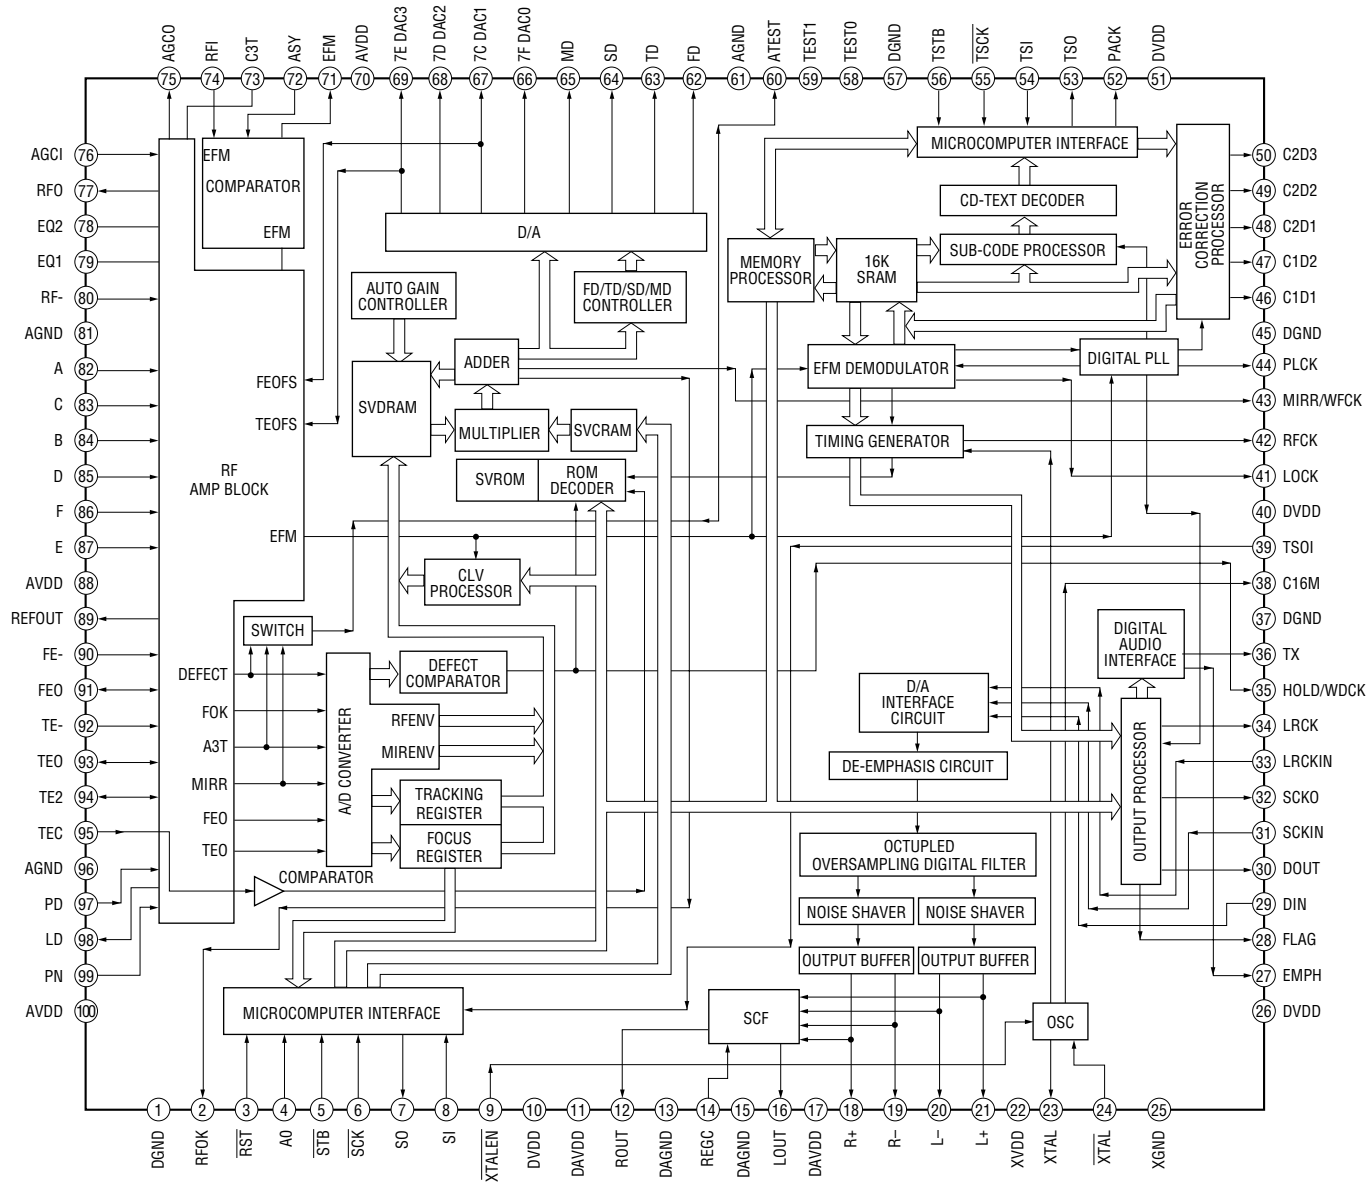 AGCO
RFI
C3T
ASY
EFM
AVDD
7E DAC3
7D DAC2
7C DAC1
7F DAC0
MD
SD
TD
FD
AGND
ATEST
TEST1
TEST0
DGND
TSTB
TSCK
TSI
TSO
PACK
DVDD
75
74
73
72
71
70
69
68
67
66
65
64
63
62
61
60
59
58
57
56
55
54
53
52
51
AGCI 76
RFO 77
EQ2 78
EQ1 79
RF- 80
AGND 81
A 82
C 83
B 84
D 85
F 86
E 87
AVDD 88
REFOUT 89
FE- 90
FEO 91
TE- 92
TEO 93
TE2 94
TEC 95
AGND 96
PD 97
LD 98
PN 99
AVDD 100
50 C2D3
49 C2D2
48 C2D1
47 C1D2
46 C1D1
45 DGND
44 PLCK
43 MIRR/WFCK
42 RFCK
41 LOCK
40 DVDD
39 TSOI
38 C16M
37 DGND
36 TX
35 HOLD/WDCK
34 LRCK
33 LRCKIN
32 SCKO
31 SCKIN
30 DOUT
29 DIN
28 FLAG
27 EMPH
26 DVDD
EFM
COMPARATOR
EFM
RF
AMP BLOCK
FEOFS
TEOFS
EFM
DEFECT
FOK
A3T
MIRR
FEO
TEO
D/A
AUTO GAIN
CONTROLLER
FD/TD/SD/MD
CONTROLLER
SVDRAM
ADDER
MULTIPLIER
SVCRAM
SVROM
ROM
DECODER
CLV
PROCESSOR
SWITCH
A/D CONVERTER
DEFECT
COMPARATOR
RFENV
MIRENV
TRACKING
REGISTER
FOCUS
REGISTER
COMPARATOR
MICROCOMPUTER INTERFACE
MICROCOMPUTER INTERFACE
CD-TEXT DECODER
SUB-CODE PROCESSOR
ERROR
CORRECTION
PROCESSOR
MEMORY
PROCESSOR
16K
SRAM
EFM DEMODULATOR
DIGITAL PLL
TIMING GENERATOR
DIGITAL
AUDIO
INTERFACE
D/A
INTERFACE
CIRCUIT
DE-EMPHASIS CIRCUIT
OUTPUT PROCESSOR
OCTUPLED
OVERSAMPLING DIGITAL FILTER
NOISE SHAVER
NOISE SHAVER
OUTPUT BUFFER
OUTPUT BUFFER
SCF
OSC
1
2
3
4
5
6
7
8
9
10
11
12
13
14
15
16
17
18
19
20
21
22
23
24
25
DGND
RFOK
RST
A0
STB
SCK
SO
SI
XTALEN
DVDD
DAVDD
ROUT
DAGND
REGC
DAGND
LOUT
DAVDD
R+
R−
L−
L+
XVDD
XTAL
XTAL
XGND